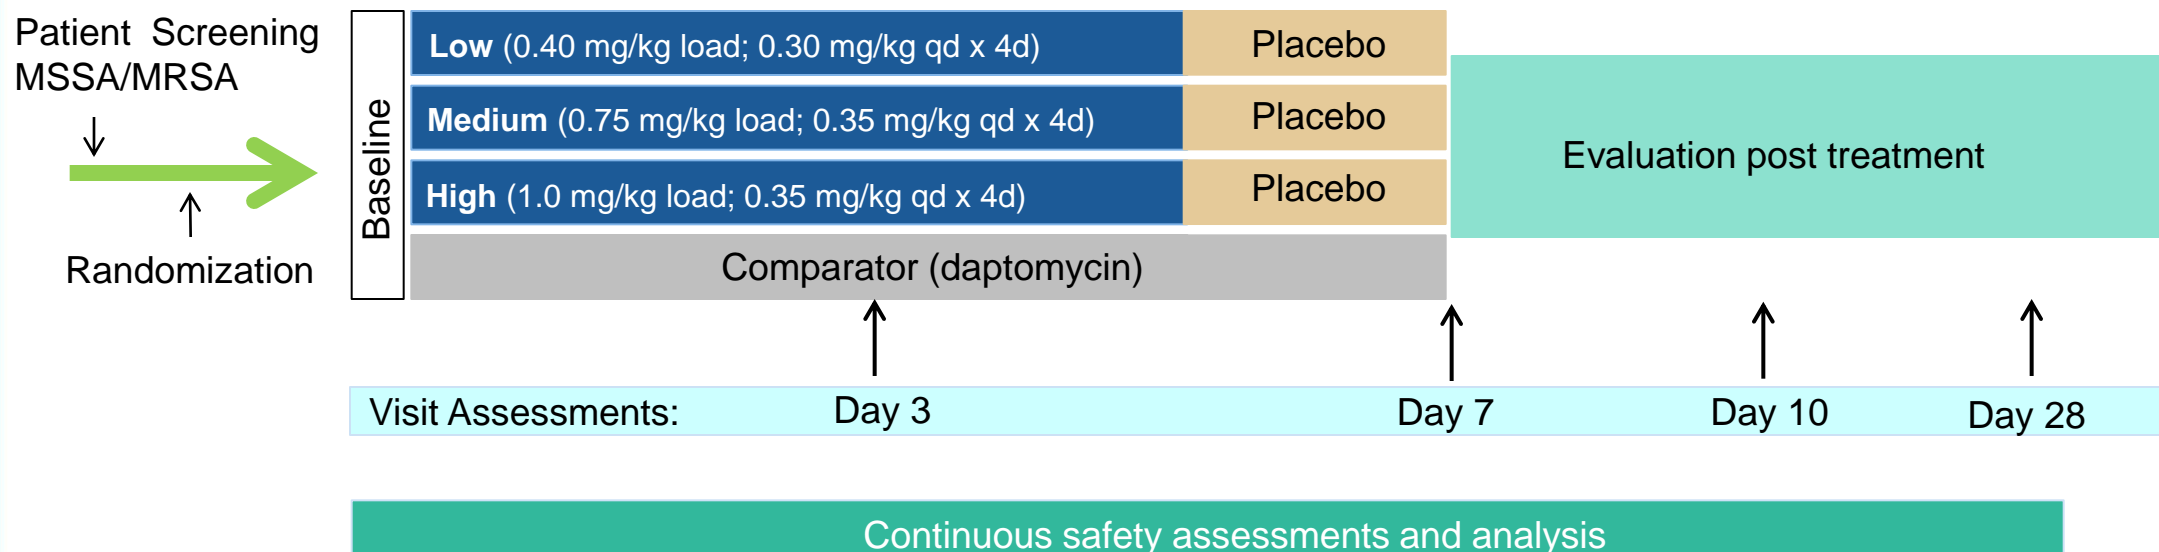 Patient Screening
MSSA/MRSA
Randomization
Baseline
Low (0.40 mg/kg load; 0.30 mg/kg qd x 4d)
Placebo
Medium (0.75 mg/kg load; 0.35 mg/kg qd x 4d)
Placebo
High (1.0 mg/kg load; 0.35 mg/kg qd x 4d)
Placebo
Comparator (daptomycin)
Evaluation post treatment
Visit Assessments:
Day 3
Day 7
Day 10
Day 28
Continuous safety assessments and analysis